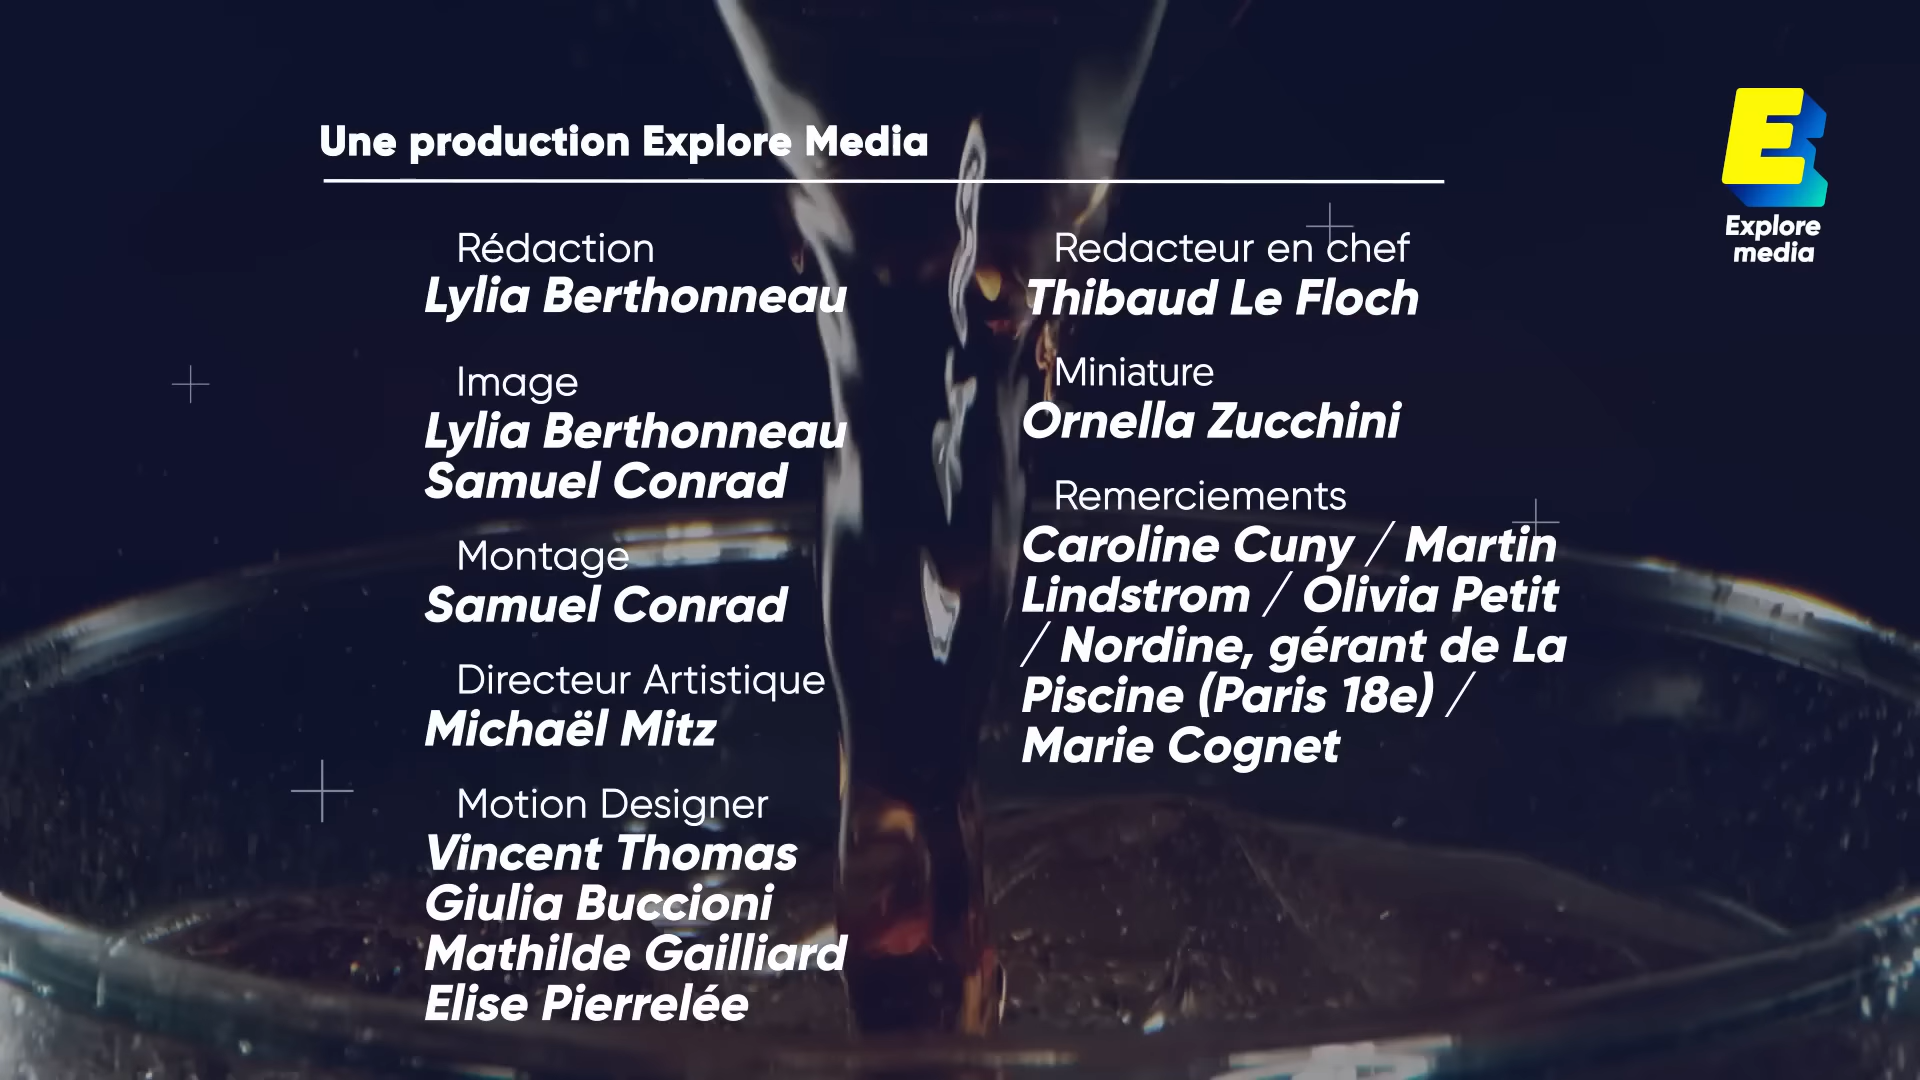 Une production Explore Media
Rédaction
Lylia Berthonneau
Image
Lylia Berthonneau
Samuel Conrad
Montage
Samuel Conrad
Directeur Artistique
Michaël Mitz
Motion Designer
Vincent Thomas
Giulia Buccioni
Mathilde Gailliard
Elise Pierrelée
Redacteur en chef
Thibaud Le Floch
Miniature
Ornella Zucchini
Remerciements
Caroline Cuny / Martin
Lindstrom / Olivia Petit
/ Nordine, gérant de La
Piscine (Paris 18e) /
Marie Cognet
E
Explore
media